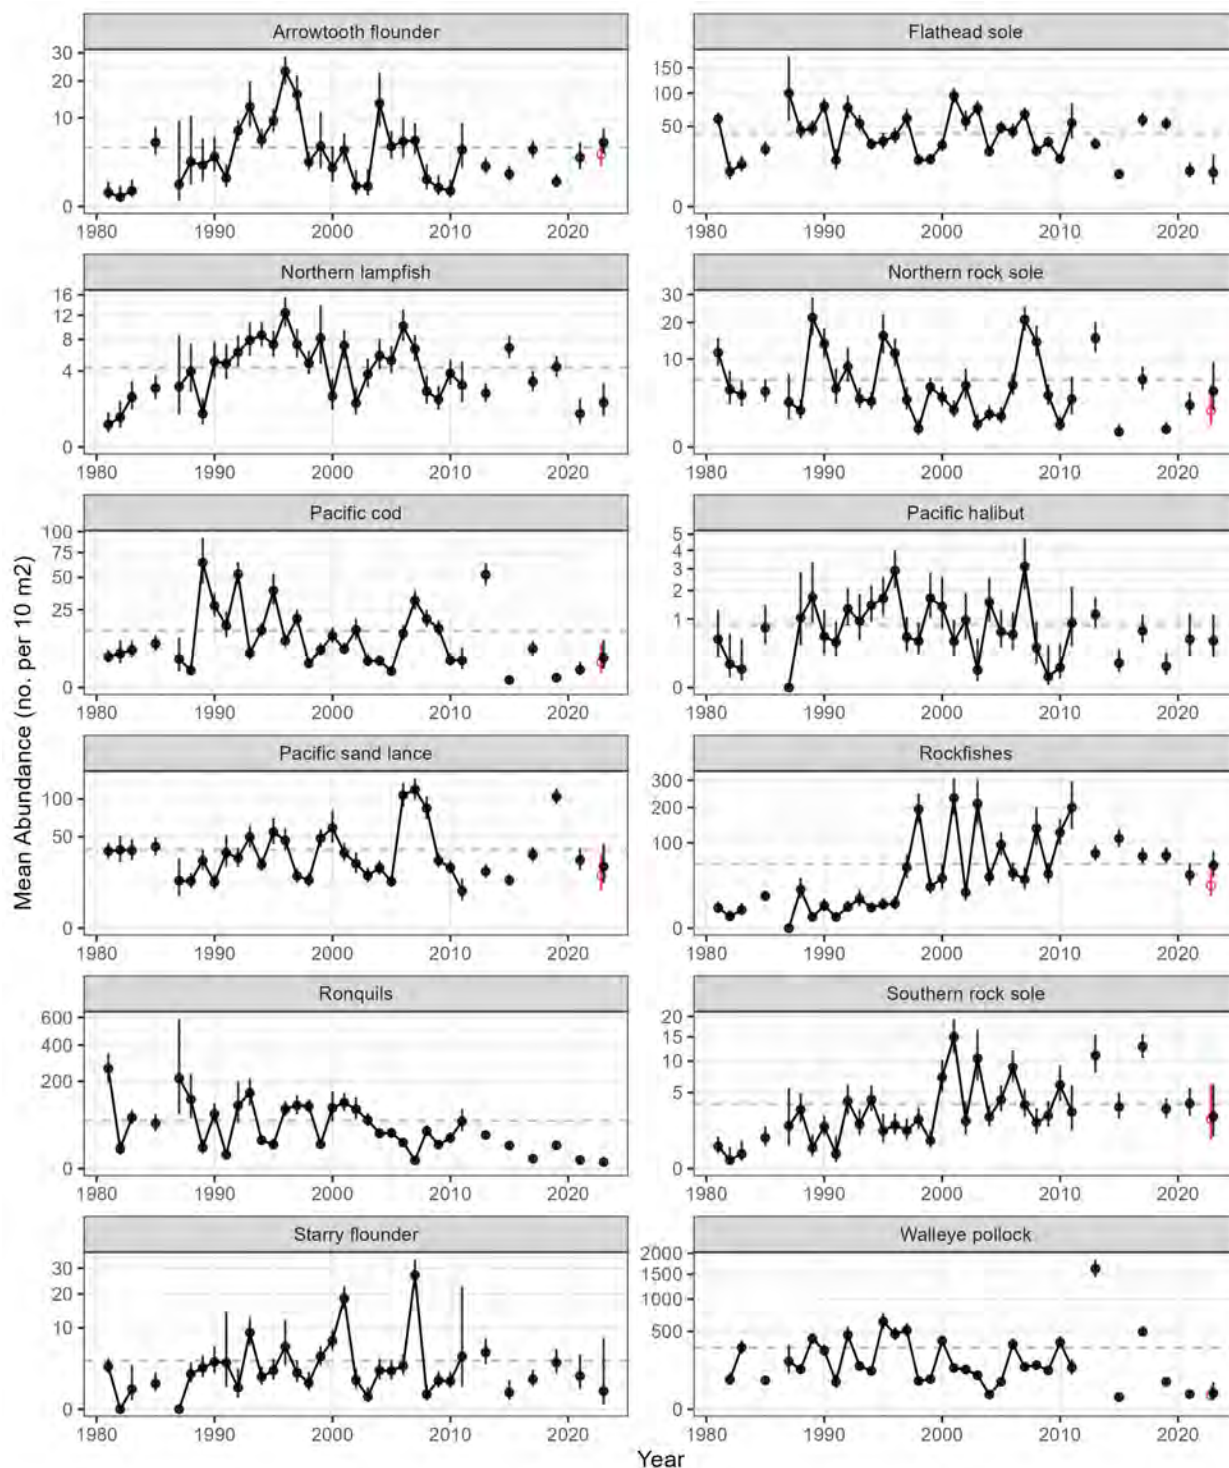 Arrowtooth flounder
Flathead sole
30
20
10
0
150
100
50
0
1980 1990 2000 2010 2020
1980 1990 2000 2010 2020
Northern lampfish
Northern rock sole
16
12
8
4
0
30
20
10
0
1980 1990 2000 2010 2020
1980 1990 2000 2010 2020
Pacific cod
Pacific halibut
100
75
50
25
0
5
4
3
2
1
0
1980 1990 2000 2010 2020
1980 1990 2000 2010 2020
Mean Abundance (no. per 10 m2)
Pacific sand lance
Rockfishes
100
50
0
300
200
100
0
1980 1990 2000 2010 2020
1980 1990 2000 2010 2020
Ronquils
Southern rock sole
600
400
200
0
20
15
10
5
0
1980 1990 2000 2010 2020
1980 1990 2000 2010 2020
Starry flounder
Walleye pollock
30
20
10
0
2000
1500
1000
500
0
1980 1990 2000 2010 2020
1980 1990 2000 2010 2020
Year